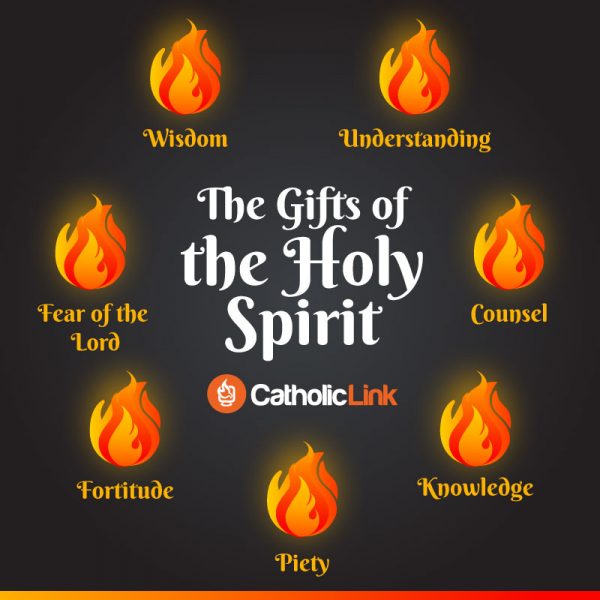 Wisdom
Understanding
The Gifts of
the Holy
Spirit
Fear of the
Lord
Counsel
CatholicLink
Fortitude
Knowledge
Piety